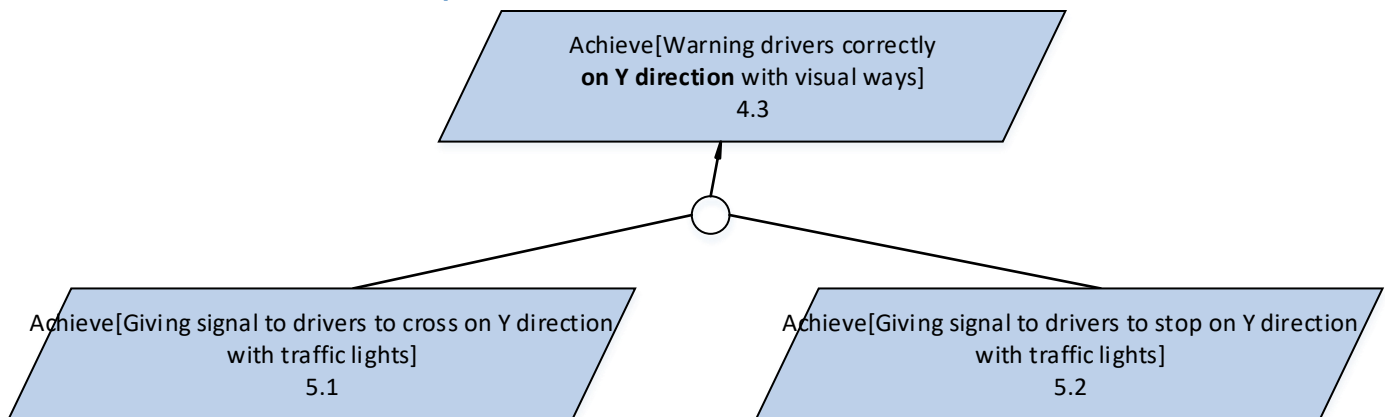 Achieve[Warning drivers correctly
on Y direction with visual ways]
4.3
Achieve[Giving signal to drivers to cross on Y direction
with traffic lights]
5.1
Achieve[Giving signal to drivers to stop on Y direction
with traffic lights]
5.2